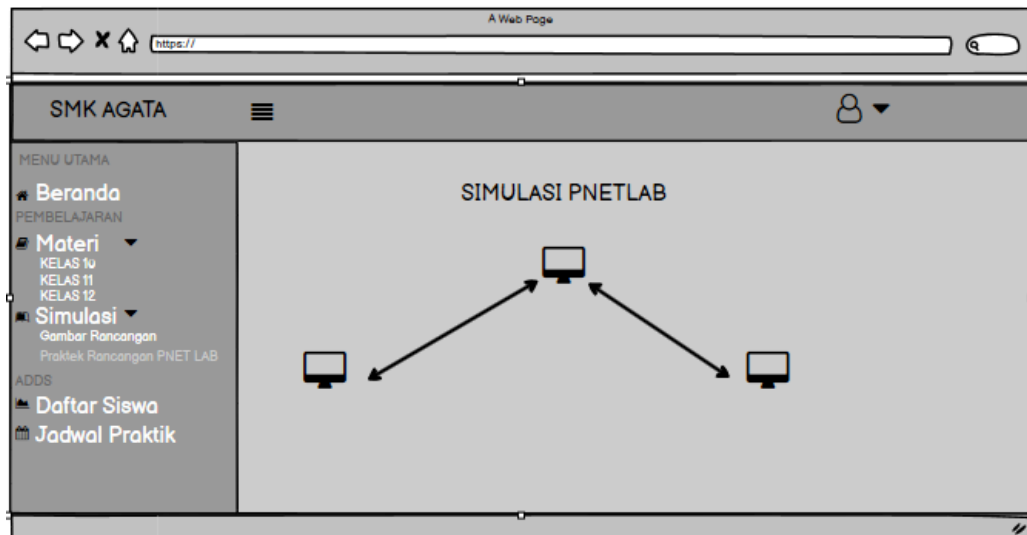 A Web Page
https://
SMK AGATA
MENU UTAMA
Beranda
PEMBELAJARAN
Materi
KELAS 10
KELAS 11
KELAS 12
Simulasi
Gambar Rancangan
Praktek Rancangan PNET LAB
ADDS
Daftar Siswa
Jadwal Praktik
SIMULASI PNETLAB